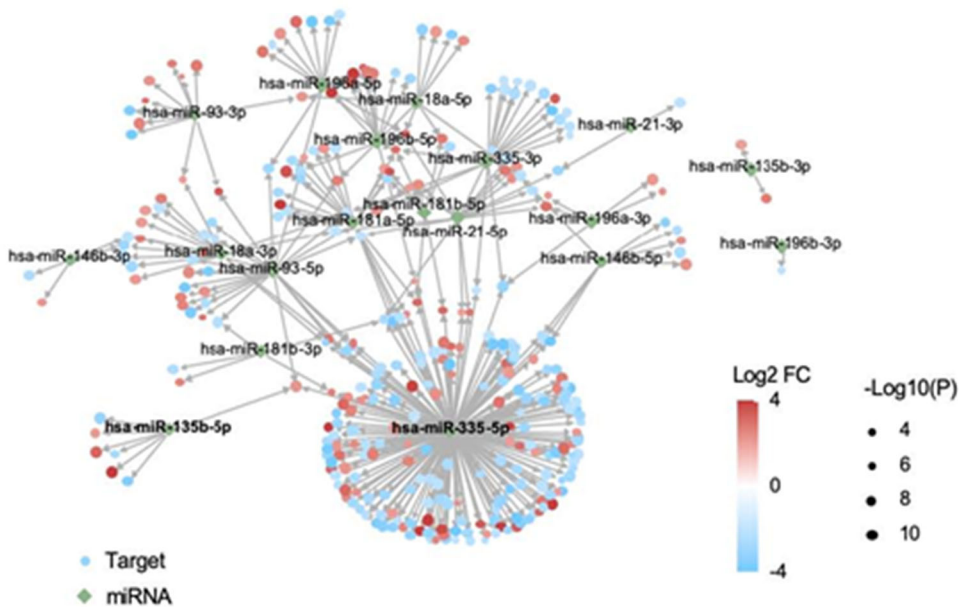 hsa-miR-196a-5p
hsa-miR-18a-5p
hsa-miR-93-3p
hsa-miR-21-3p
hsa-miR-196b-5p
hsa-miR-335-3p
hsa-miR-135b-3p
hsa-miR-181b-5p
hsa-miR-181a-5p
hsa-miR-196a-3p
hsa-miR-21-5p
hsa-miR-196b-3p
hsa-miR-146b-3p
hsa-miR-18a-3p
hsa-miR-93-5p
hsa-miR-146b-5p
hsa-miR-181b-3p
hsa-miR-135b-5p
hsa-miR-335-5p
Log2 FC
4
0
-4
-Log10(P)
4
6
8
10
Target
miRNA